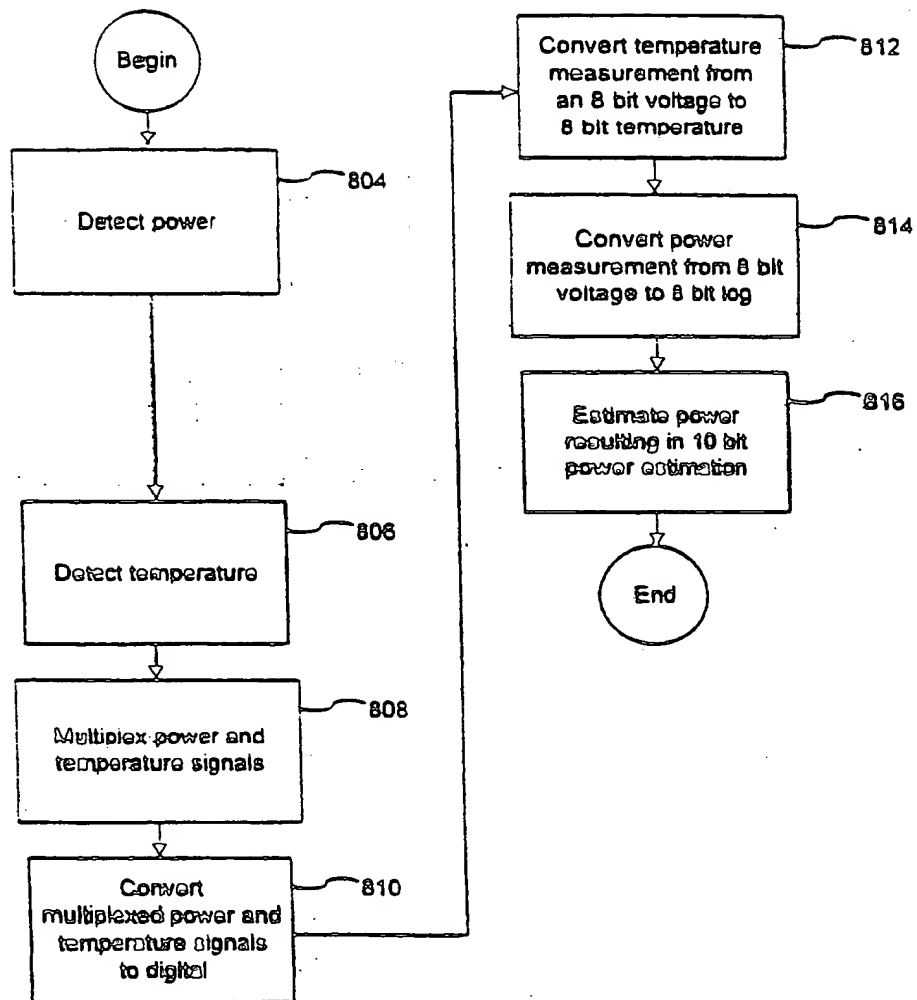 Begin
804
Detect power
806
Detect temperature
808
Multiplex power and
temperature signals
810
Convert
multiplexed power and
temperature signals
to digital
812
Convert temperature
measurement from
an 8 bit voltage to
8 bit temperature
814
Convert power
measurement from 8 bit
voltage to 8 bit log
816
Estimate power
resulting in 10 bit
power estimation
End